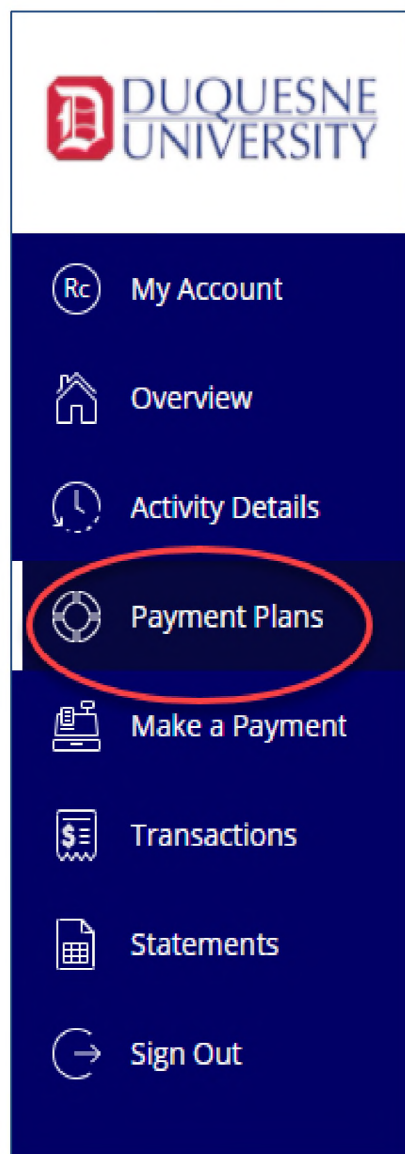 D DUQUESNE
UNIVERSITY
Rc My Account
Overview
Activity Details
Payment Plans
Make a Payment
$ Transactions
Statements
Sign Out